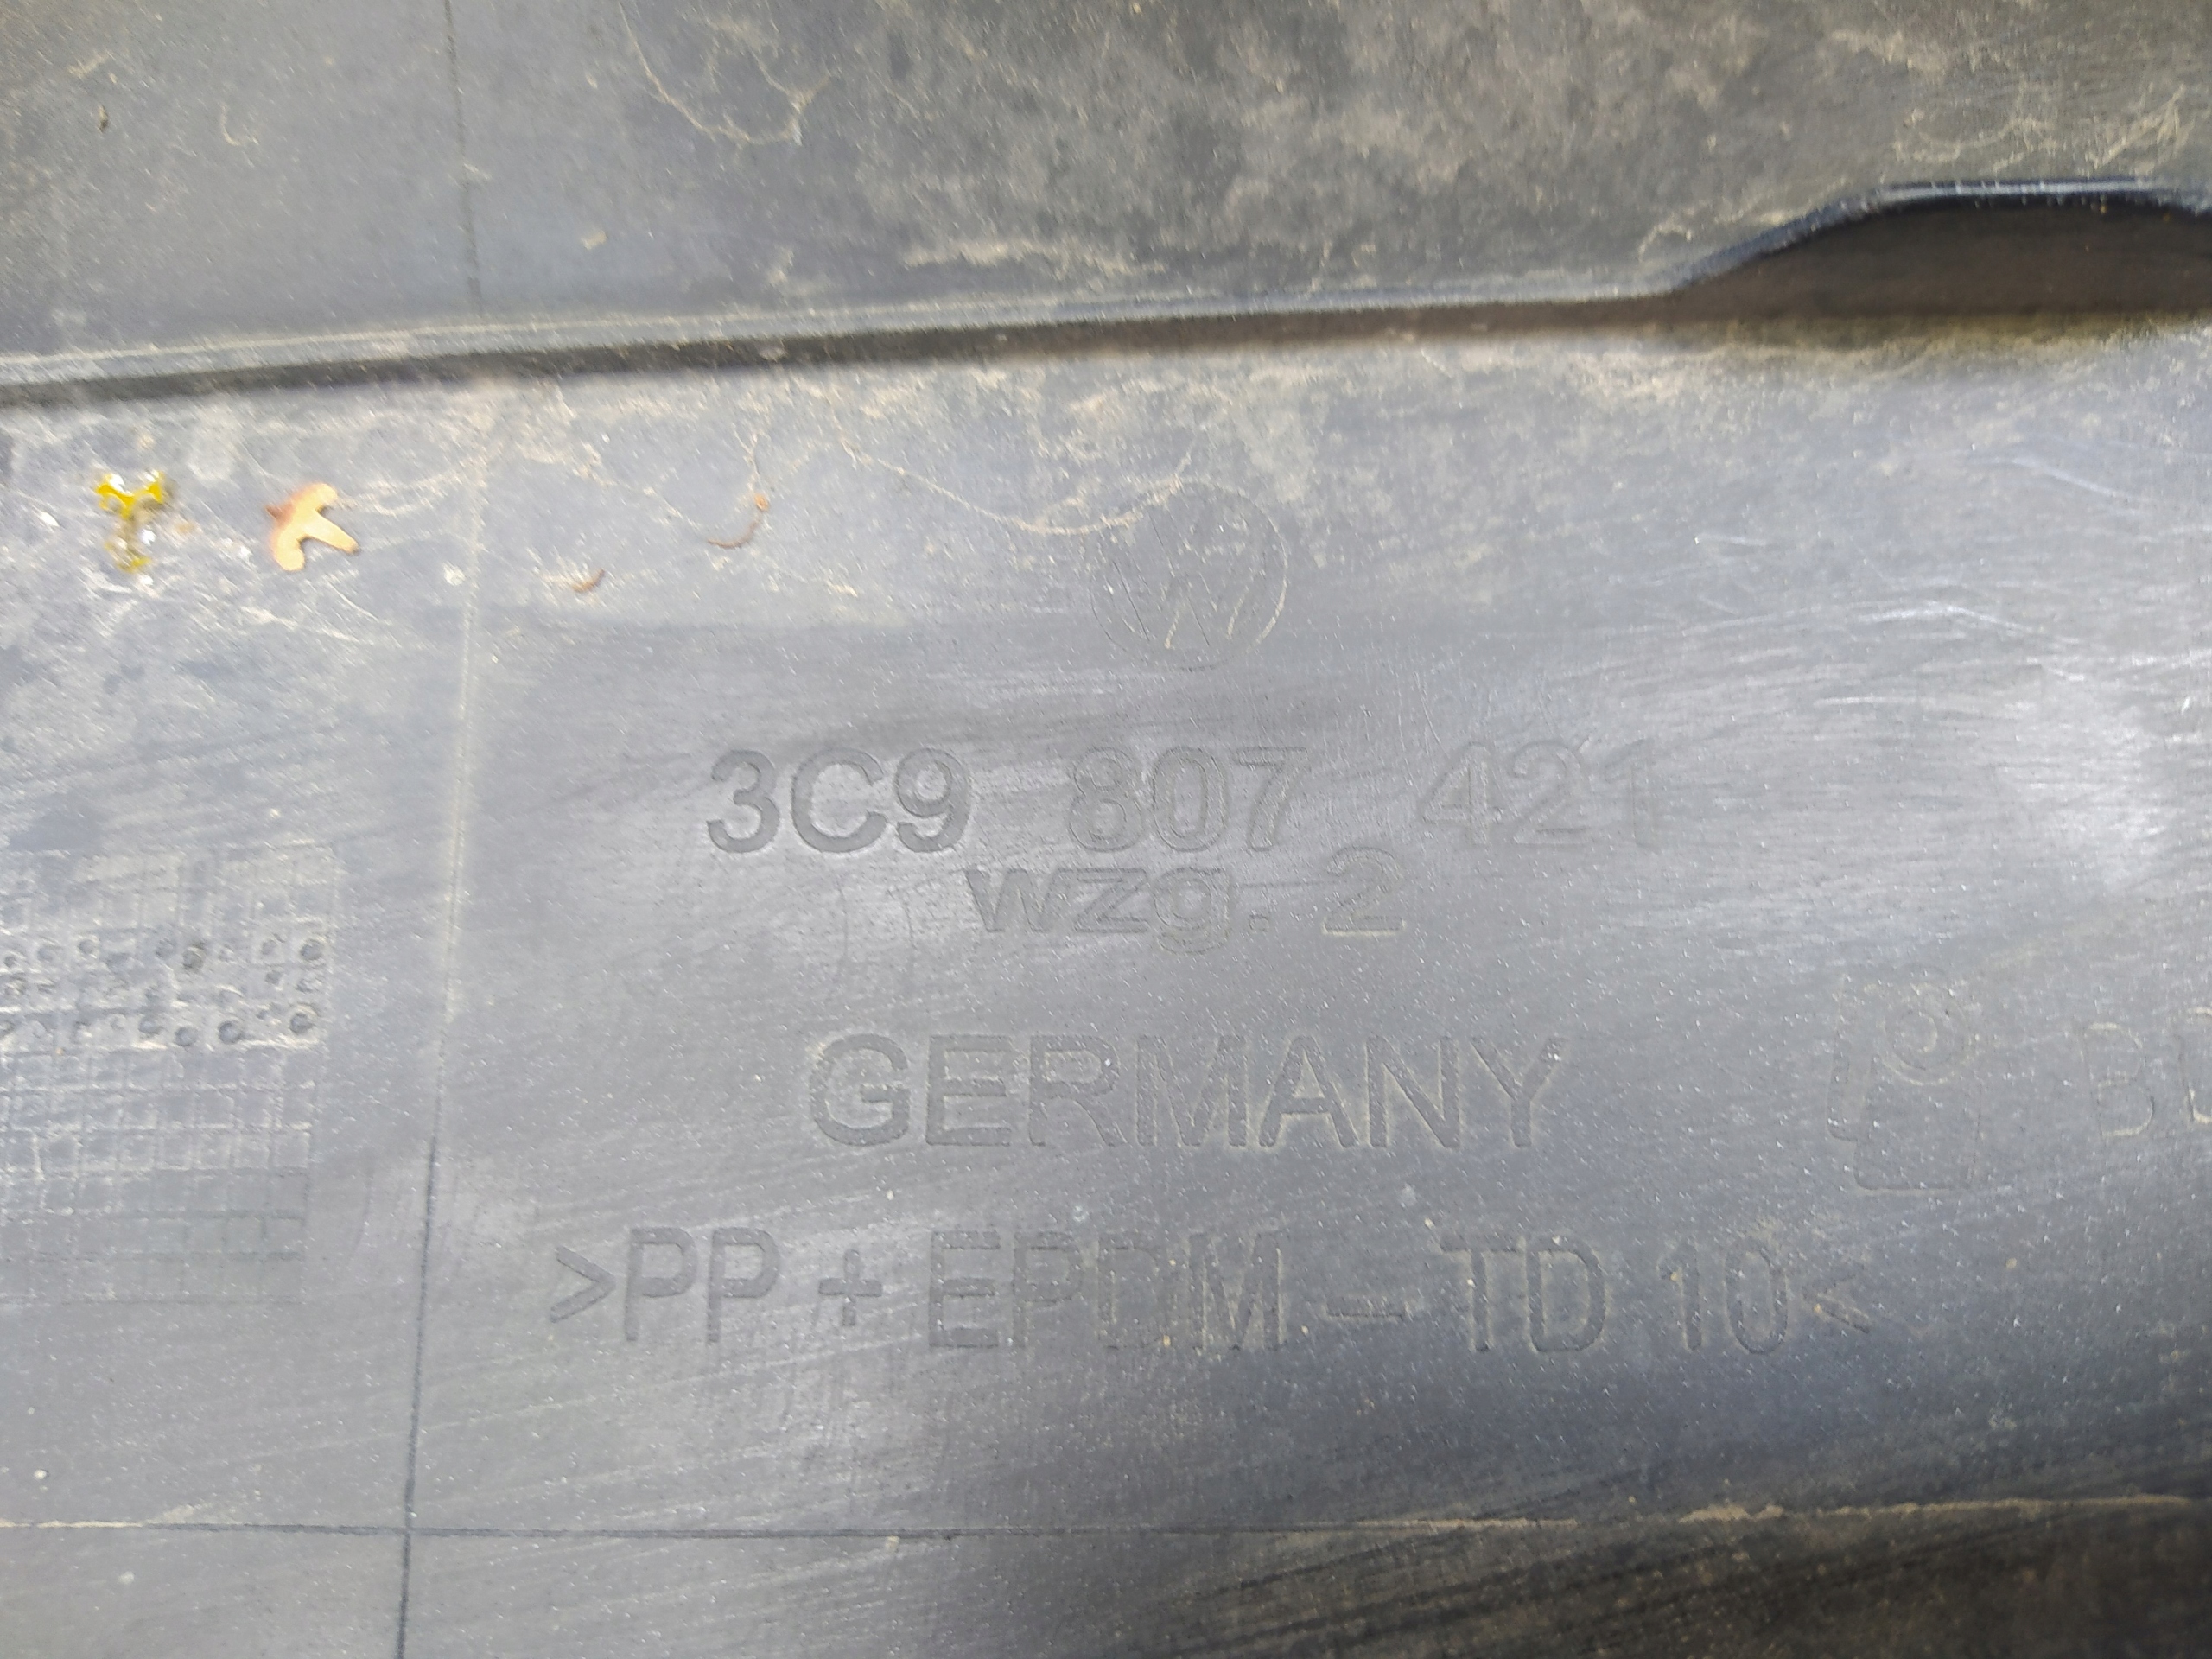 3C9 807 421
wzg. 2
GERMANY
>PP + EPDM – TD 10<